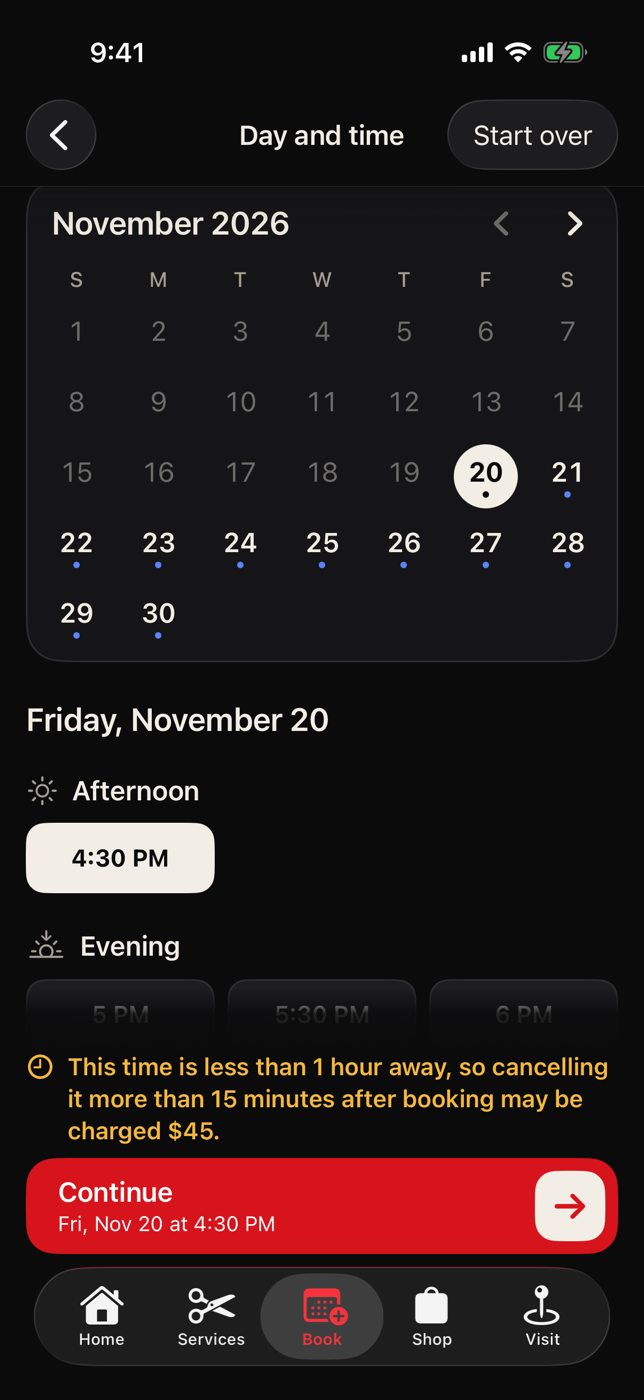 9:41
Day and time
Start over
November 2026
S M T W T F S
1 2 3 4 5 6 7
8 9 10 11 12 13 14
15 16 17 18 19 20 21
22 23 24 25 26 27 28
29 30
Friday, November 20
Afternoon
4:30 PM
Evening
5 PM 5:30 PM 6 PM
This time is less than 1 hour away, so cancelling
it more than 15 minutes after booking may be
charged $45.
Continue
Fri, Nov 20 at 4:30 PM
Home Services Book Shop Visit